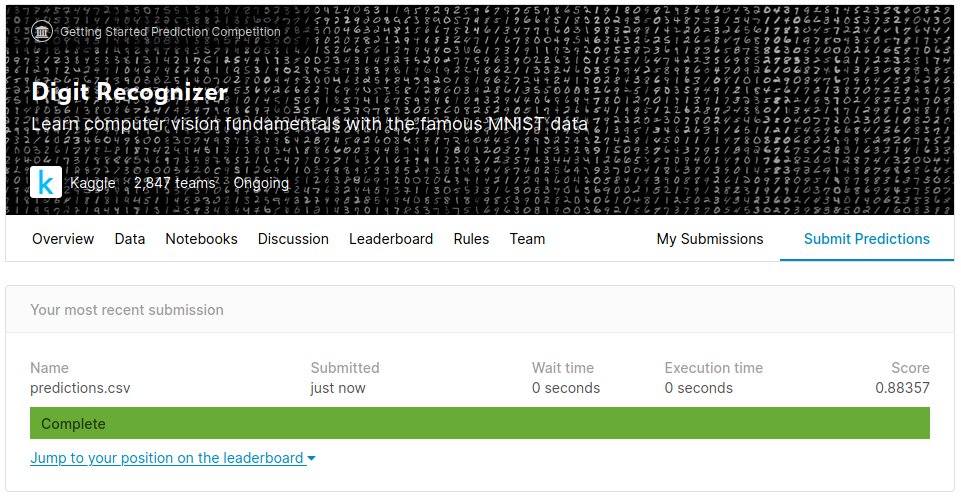 Getting Started Prediction Competition
Digit Recognizer
Learn computer vision fundamentals with the famous MNIST data
k Kaggle · 2,847 teams · Ongoing
Overview Data Notebooks Discussion Leaderboard Rules Team My Submissions Submit Predictions
Your most recent submission
Name Submitted Wait time Execution time Score
predictions.csv just now 0 seconds 0 seconds 0.88357
Complete
Jump to your position on the leaderboard